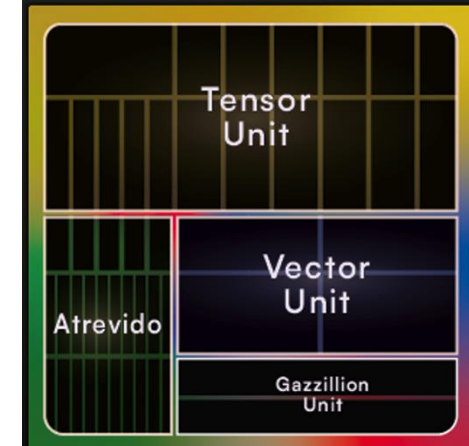 Tensor
Unit
Vector
Unit
Atrevido
Gazzillion
Unit